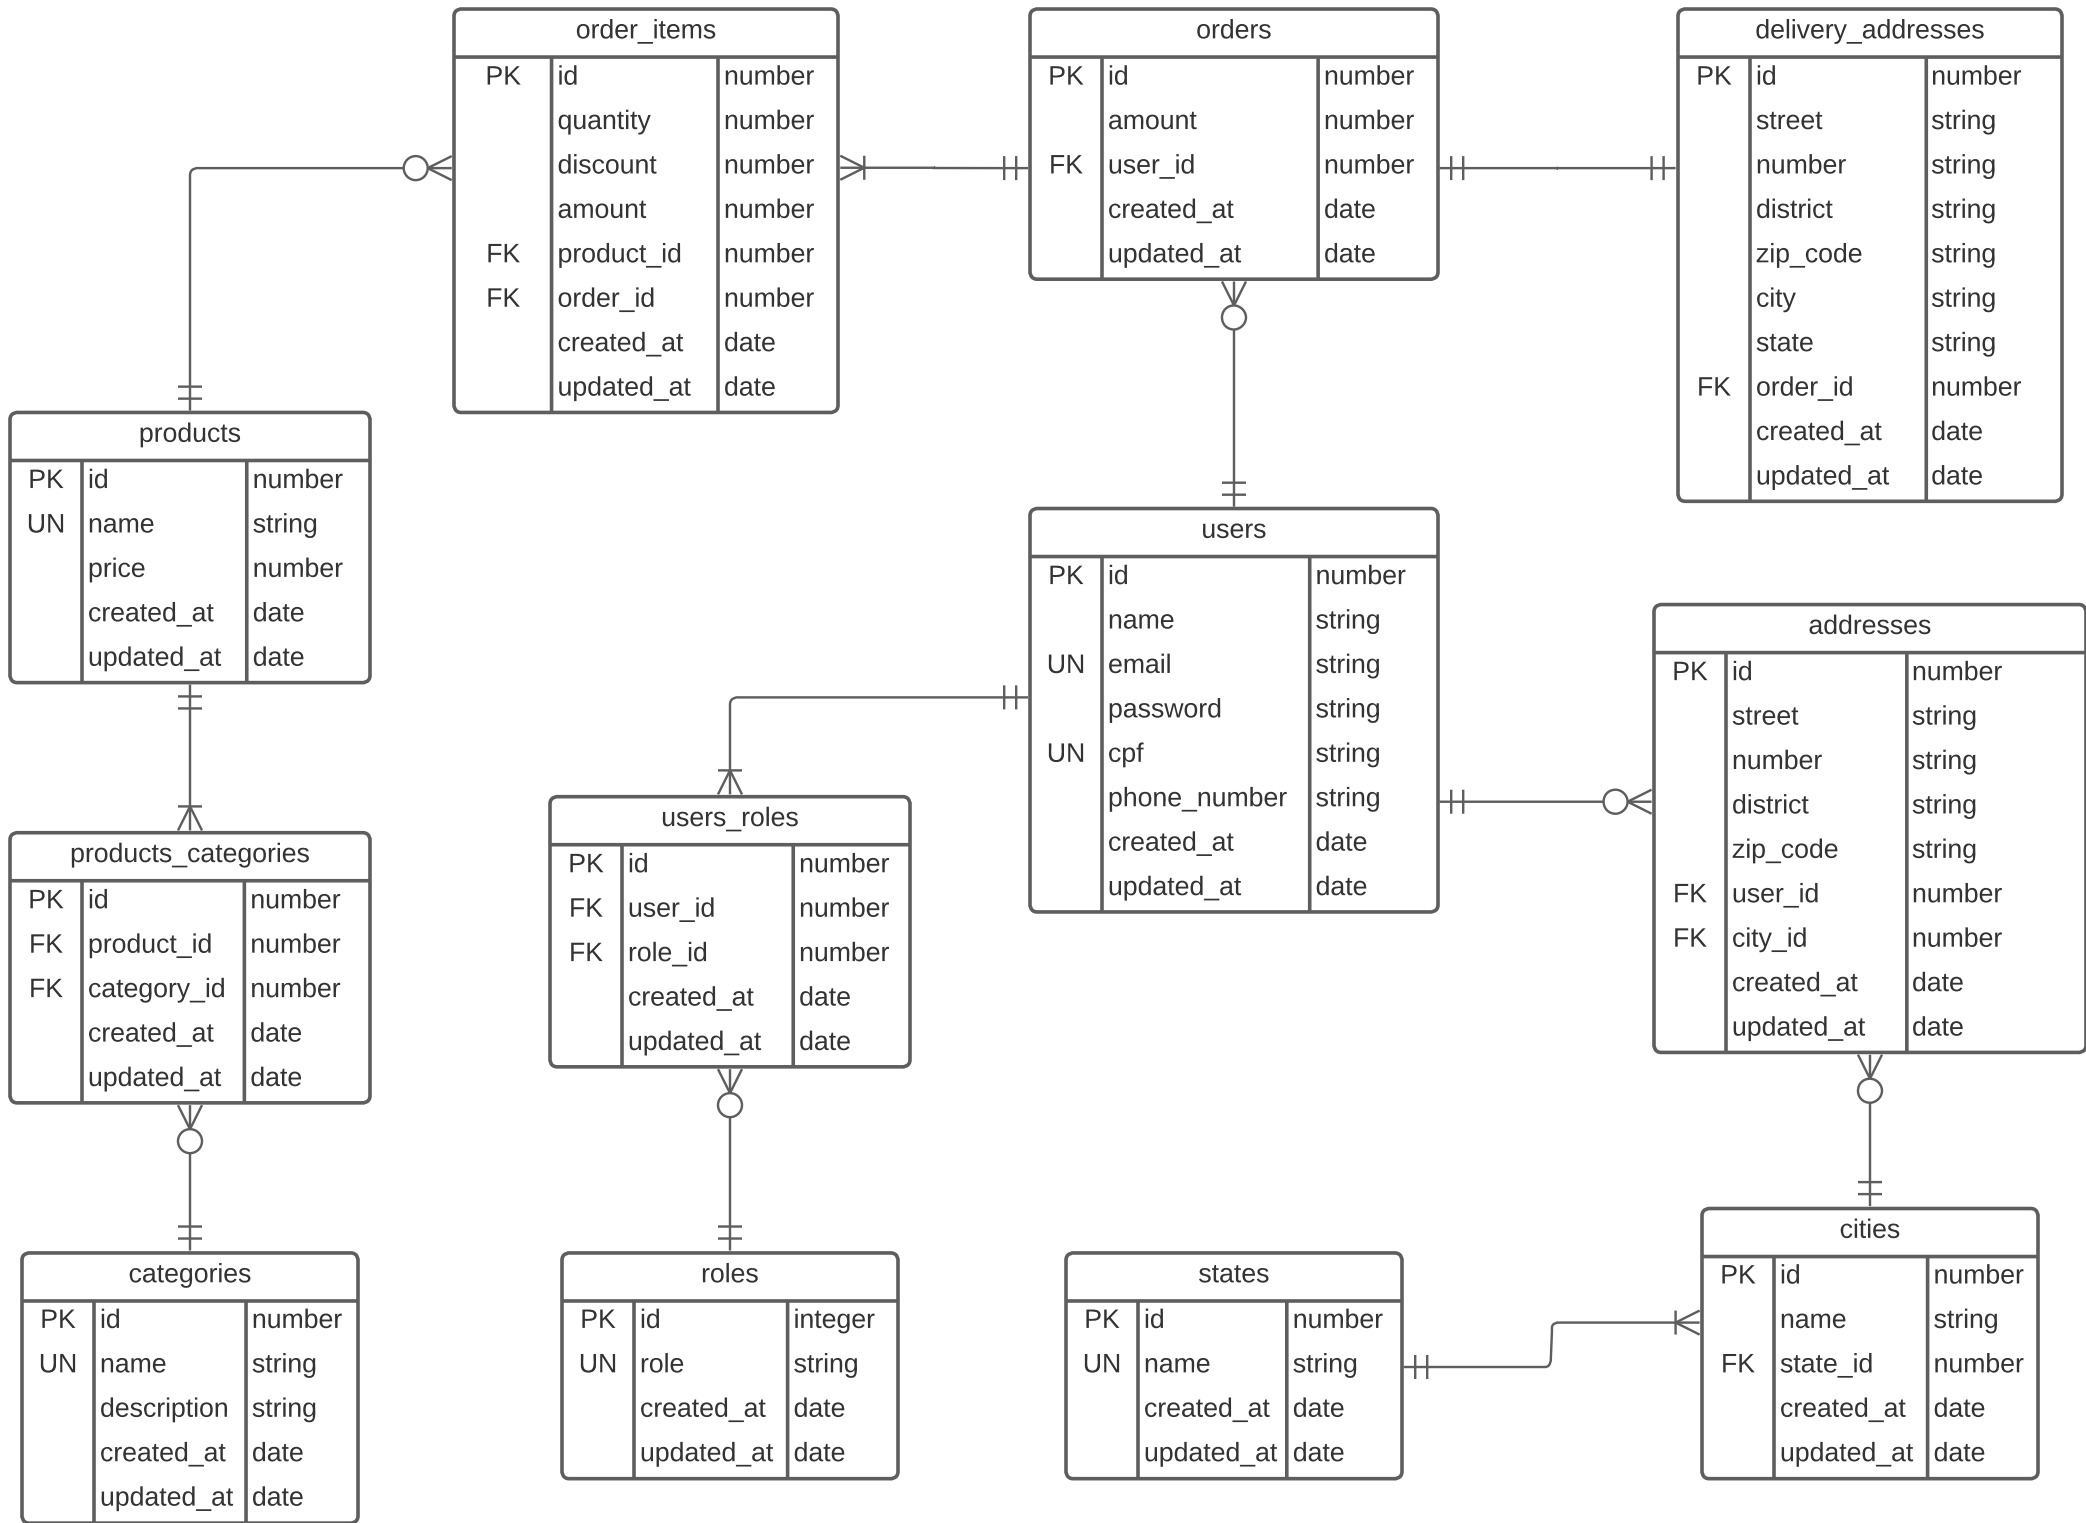 order_items
PK id number
quantity number
discount number
amount number
FK product_id number
FK order_id number
created_at date
updated_at date
orders
PK id number
amount number
FK user_id number
created_at date
updated_at date
delivery_addresses
PK id number
street string
number string
district string
zip_code string
city string
state string
FK order_id number
created_at date
updated_at date
products
PK id number
UN name string
price number
created_at date
updated_at date
users
PK id number
name string
UN email string
password string
UN cpf string
phone_number string
created_at date
updated_at date
addresses
PK id number
street string
number string
district string
zip_code string
FK user_id number
FK city_id number
created_at date
updated_at date
products_categories
PK id number
FK product_id number
FK category_id number
created_at date
updated_at date
users_roles
PK id number
FK user_id number
FK role_id number
created_at date
updated_at date
categories
PK id number
UN name string
description string
created_at date
updated_at date
roles
PK id integer
UN role string
created_at date
updated_at date
states
PK id number
UN name string
created_at date
updated_at date
cities
PK id number
name string
FK state_id number
created_at date
updated_at date